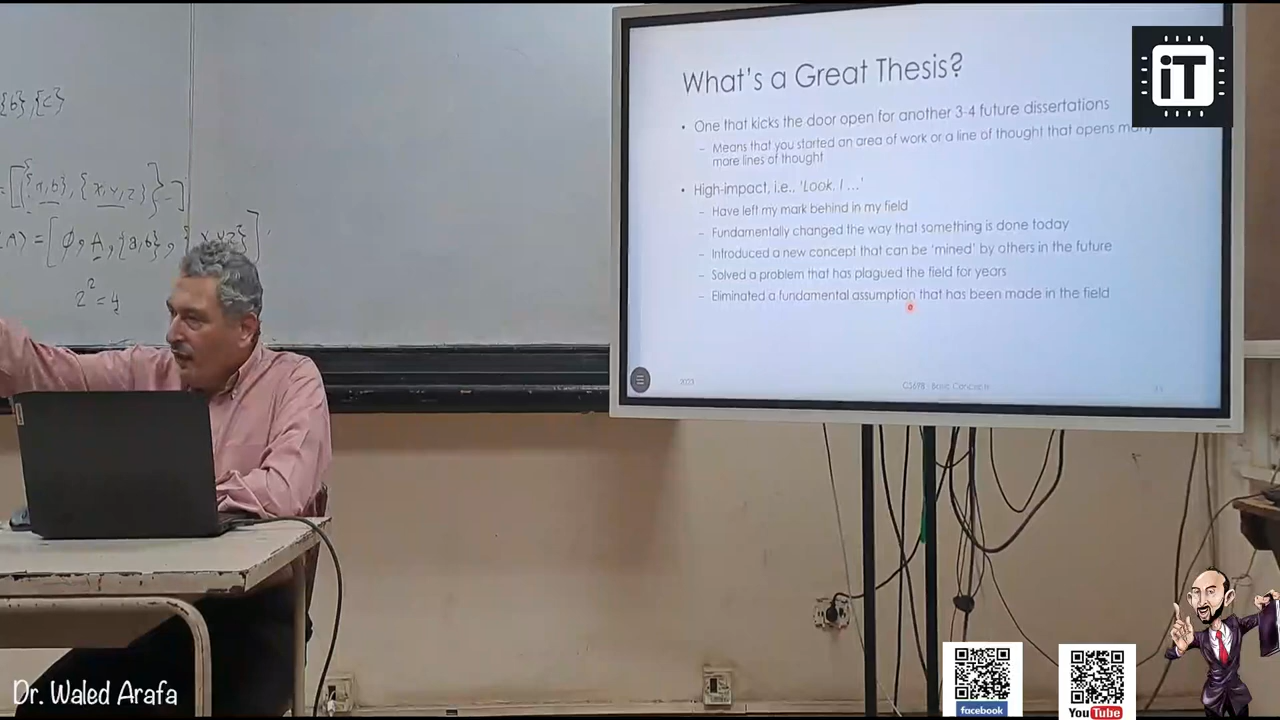 {b},{c}
= [{{a,b}, {x,y,z}}-]
(A) = [φ, A, {a,b}, {x,y,z}]
2² = 4
What's a Great Thesis?
• One that kicks the door open for another 3-4 future dissertations
– Means that you started an area of work or a line of thought that opens many
more lines of thought
• High-impact, i.e., 'Look, I …'
– Have left my mark behind in my field
– Fundamentally changed the way that something is done today
– Introduced a new concept that can be 'mined' by others in the future
– Solved a problem that has plagued the field for years
– Eliminated a fundamental assumption that has been made in the field
2023
CS698 - Basic Concepts
iT
Dr. Waled Arafa
facebook
YouTube